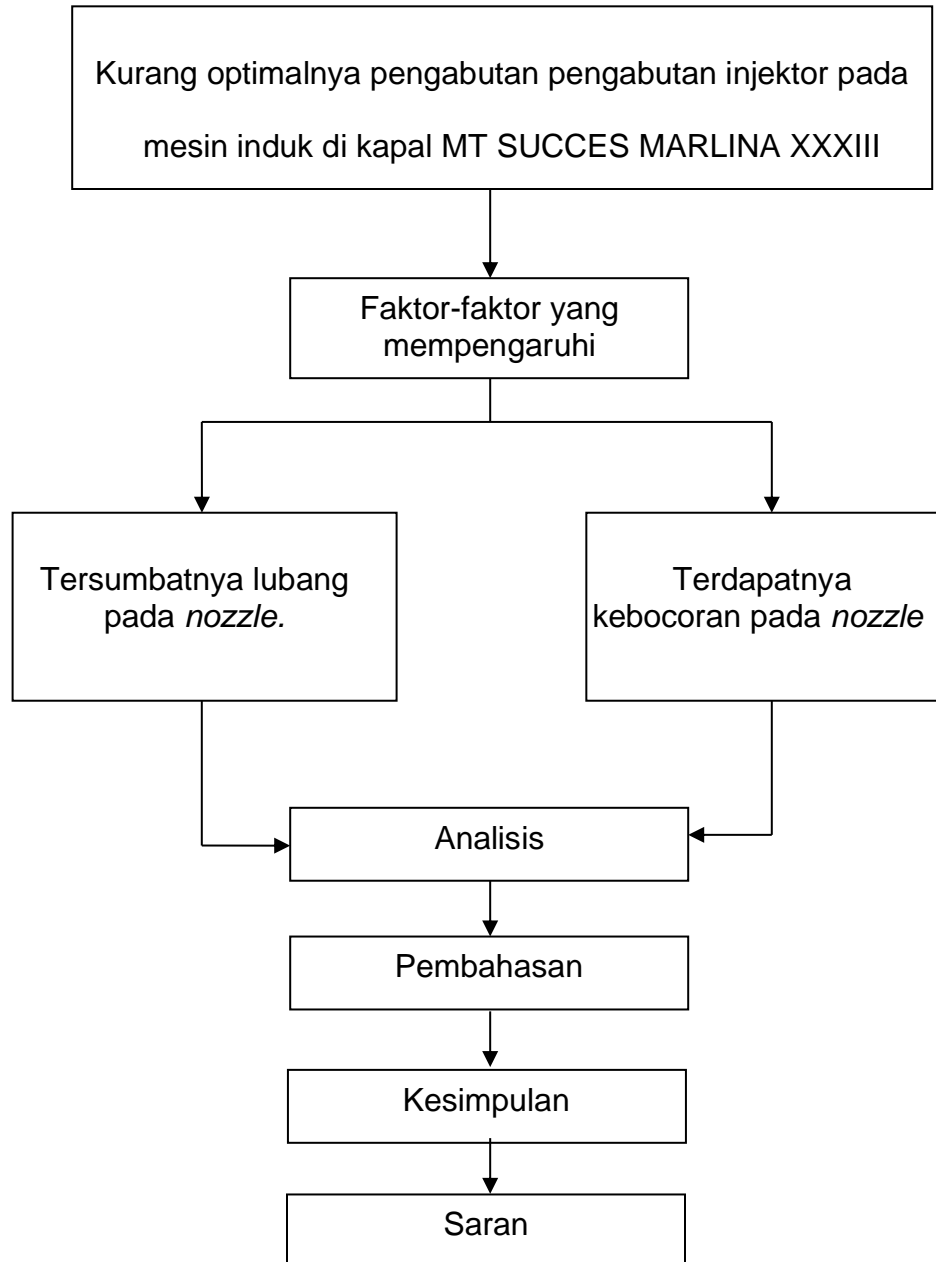 Kurang optimalnya pengabutan pengabutan injektor pada
mesin induk di kapal MT SUCCES MARLINA XXXIII
Faktor-faktor yang
mempengaruhi
Tersumbatnya lubang
pada nozzle.
Terdapatnya
kebocoran pada nozzle
Analisis
Pembahasan
Kesimpulan
Saran